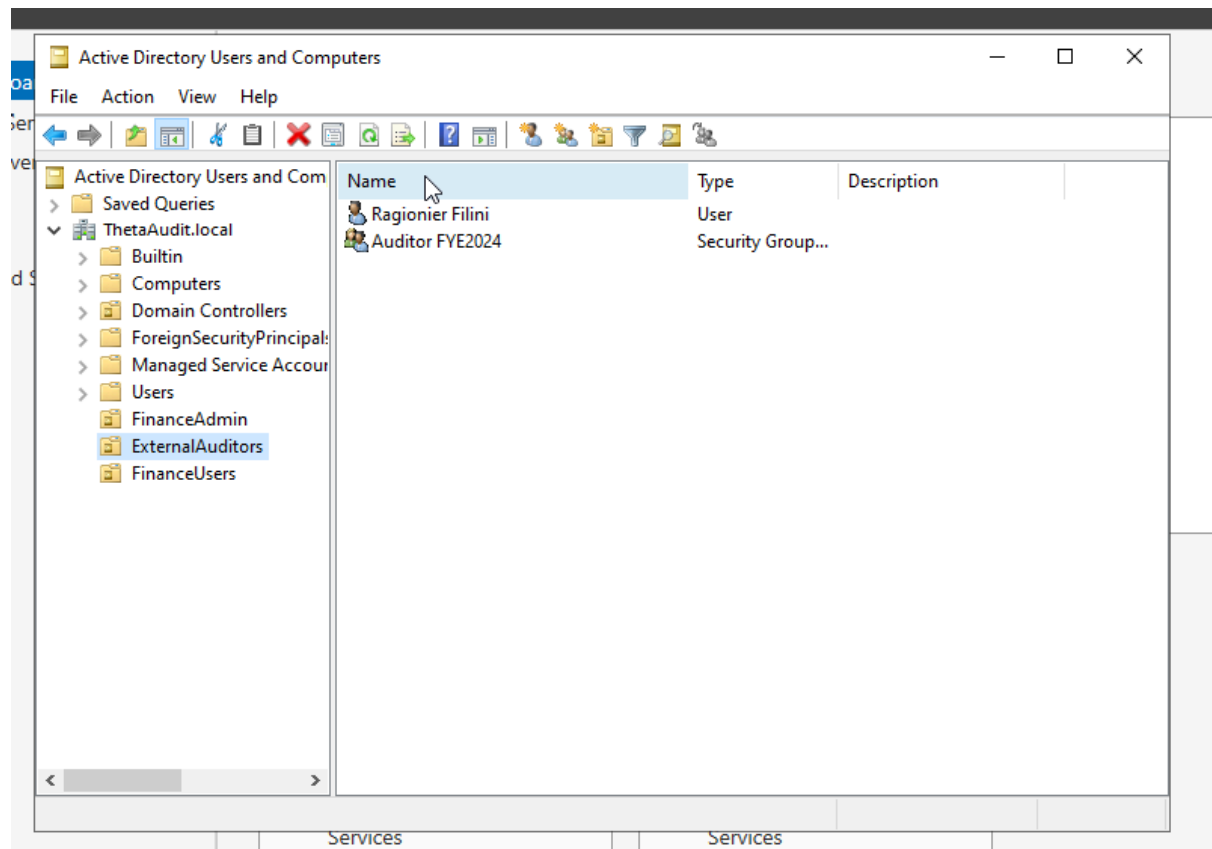 Active Directory Users and Computers
File Action View Help
Active Directory Users and Com
Saved Queries
ThetaAudit.local
Builtin
Computers
Domain Controllers
ForeignSecurityPrincipal
Managed Service Accour
Users
FinanceAdmin
ExternalAuditors
FinanceUsers
Name Type Description
Ragionier Filini User
Auditor FYE2024 Security Group...
Services Services